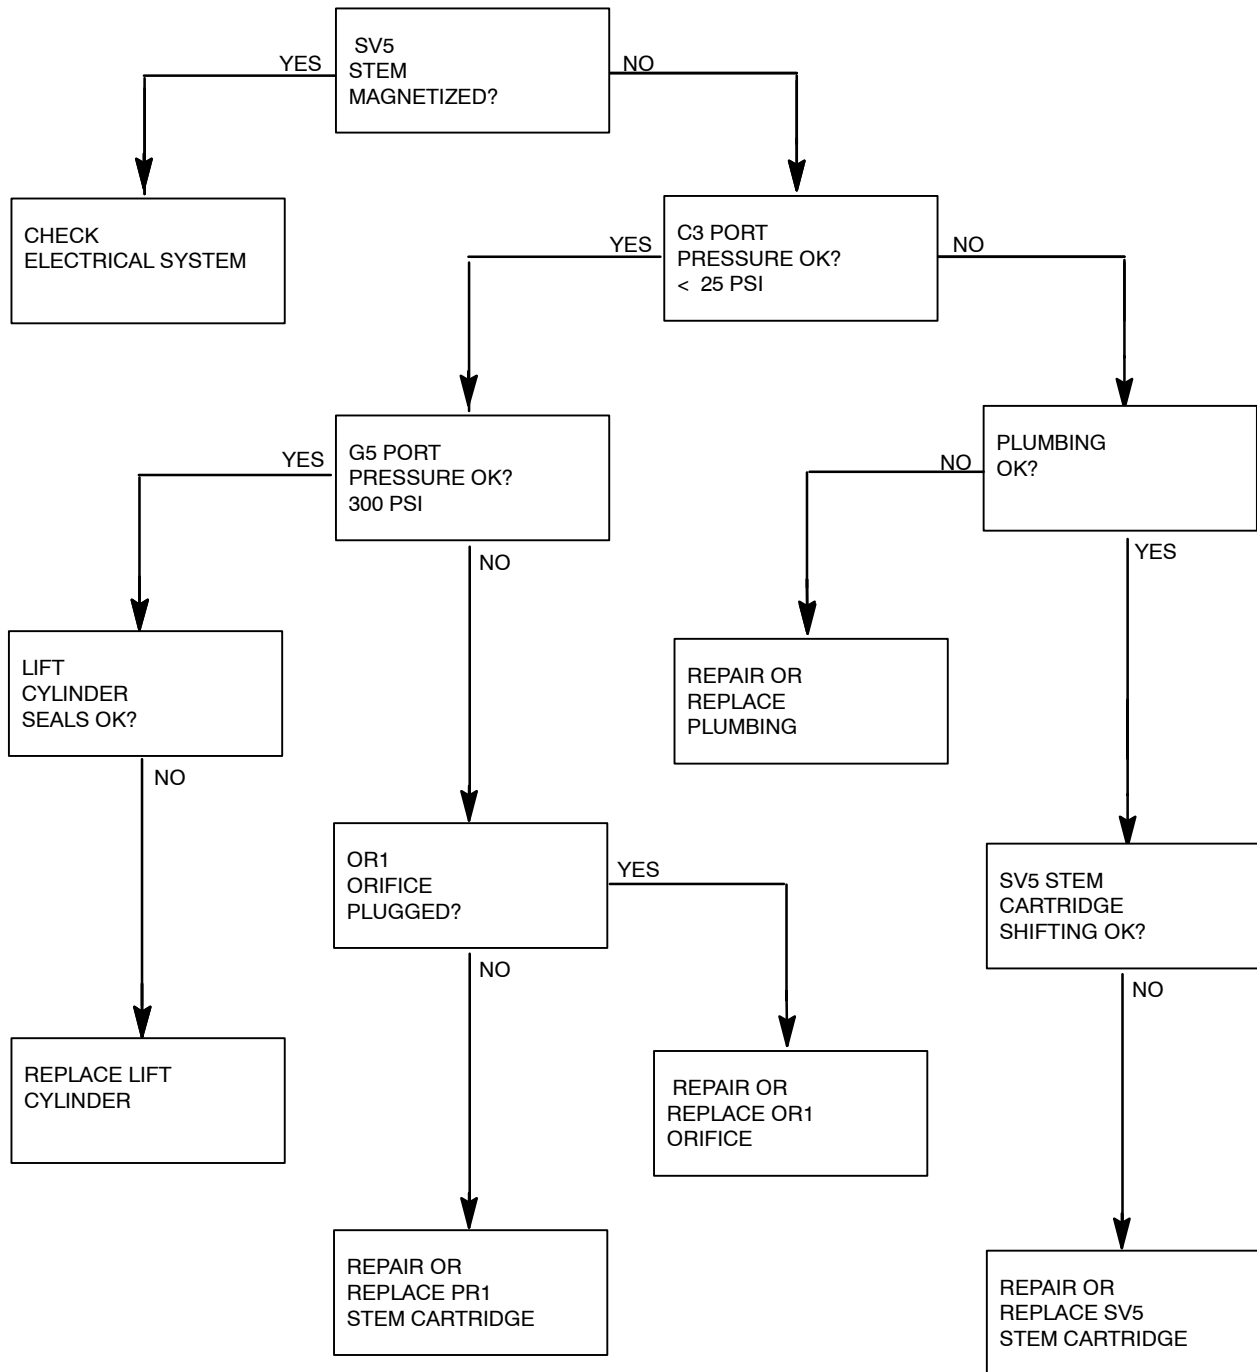 SV5
STEM
MAGNETIZED?
YES
NO
CHECK
ELECTRICAL SYSTEM
C3 PORT
PRESSURE OK?
< 25 PSI
YES
NO
G5 PORT
PRESSURE OK?
300 PSI
YES
NO
PLUMBING
OK?
NO
YES
LIFT
CYLINDER
SEALS OK?
NO
REPAIR OR
REPLACE
PLUMBING
OR1
ORIFICE
PLUGGED?
YES
NO
SV5 STEM
CARTRIDGE
SHIFTING OK?
NO
REPLACE LIFT
CYLINDER
REPAIR OR
REPLACE OR1
ORIFICE
REPAIR OR
REPLACE PR1
STEM CARTRIDGE
REPAIR OR
REPLACE SV5
STEM CARTRIDGE